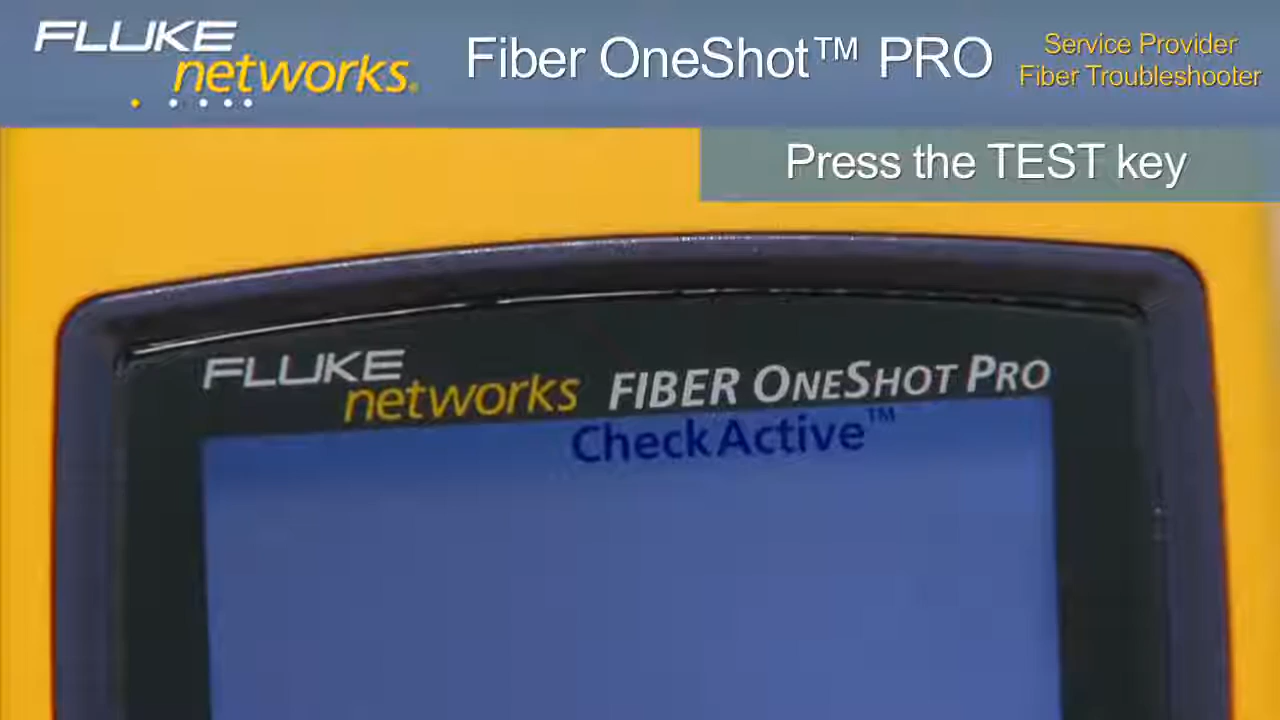 FLUKE
networks.
Fiber OneShot™ PRO
Service Provider
Fiber Troubleshooter
Press the TEST key
FLUKE
networks
FIBER ONESHOT PRO
CheckActive™